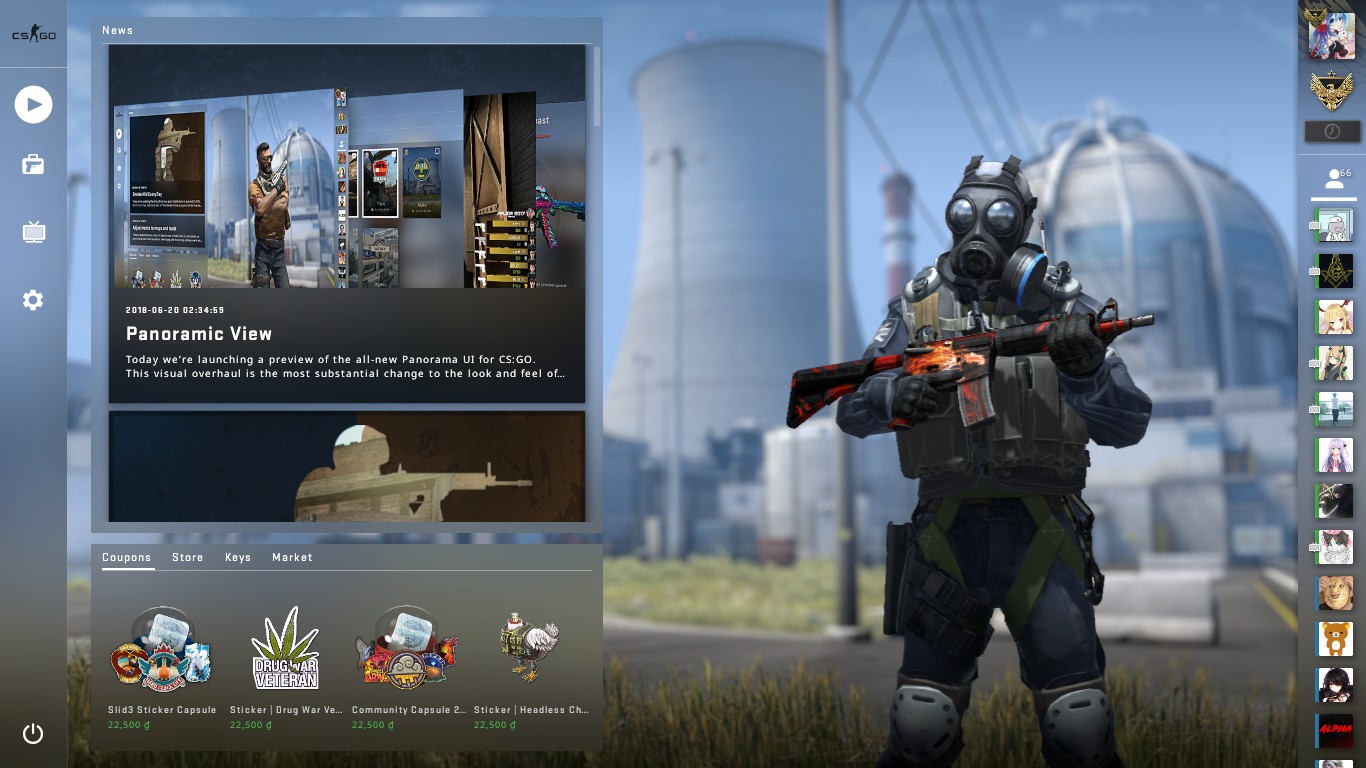 CS GO
News
2018-06-20 02:34:59
Panoramic View
Today we're launching a preview of the all-new Panorama UI for CS:GO.
This visual overhaul is the most substantial change to the look and feel of...
Coupons Store Keys Market
DRUG WAR
VETERAN
Slid3 Sticker Capsule
22,500 ₫
Sticker | Drug War Ve...
22,500 ₫
Community Capsule 2...
22,500 ₫
Sticker | Headless Ch...
22,500 ₫
66
ALPHA